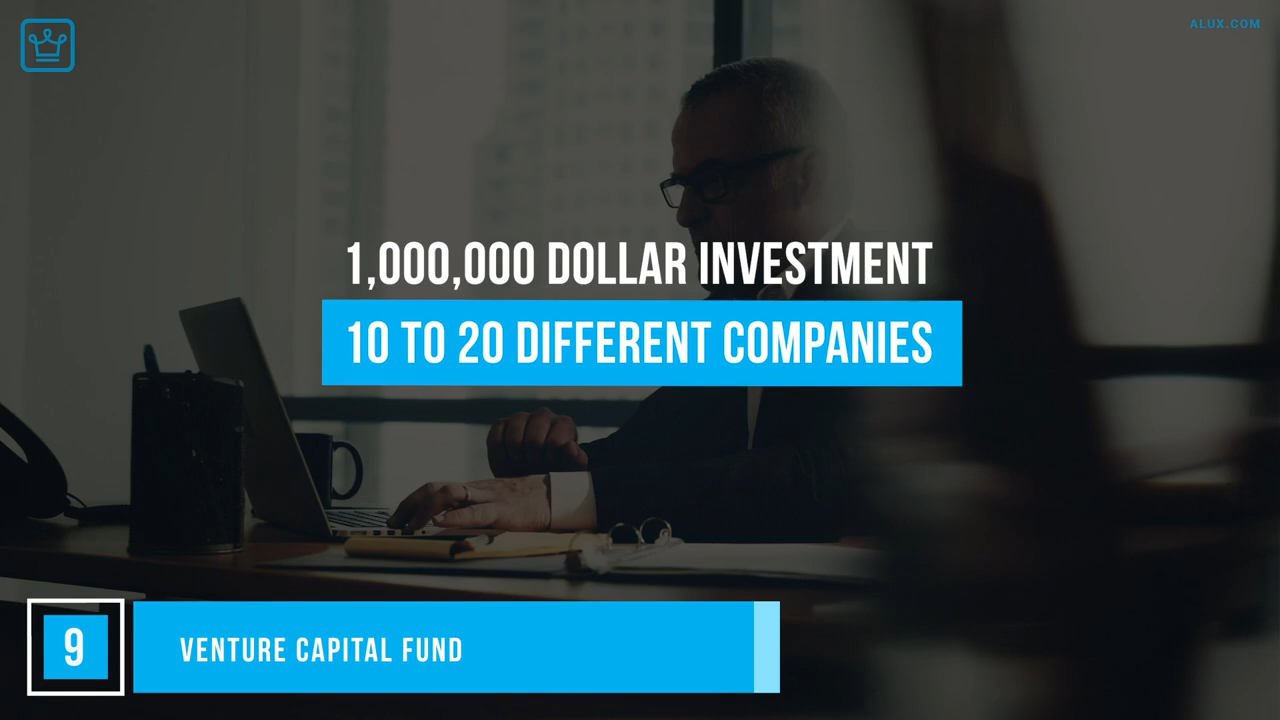 ALUX.COM
1,000,000 DOLLAR INVESTMENT
10 TO 20 DIFFERENT COMPANIES
9
VENTURE CAPITAL FUND